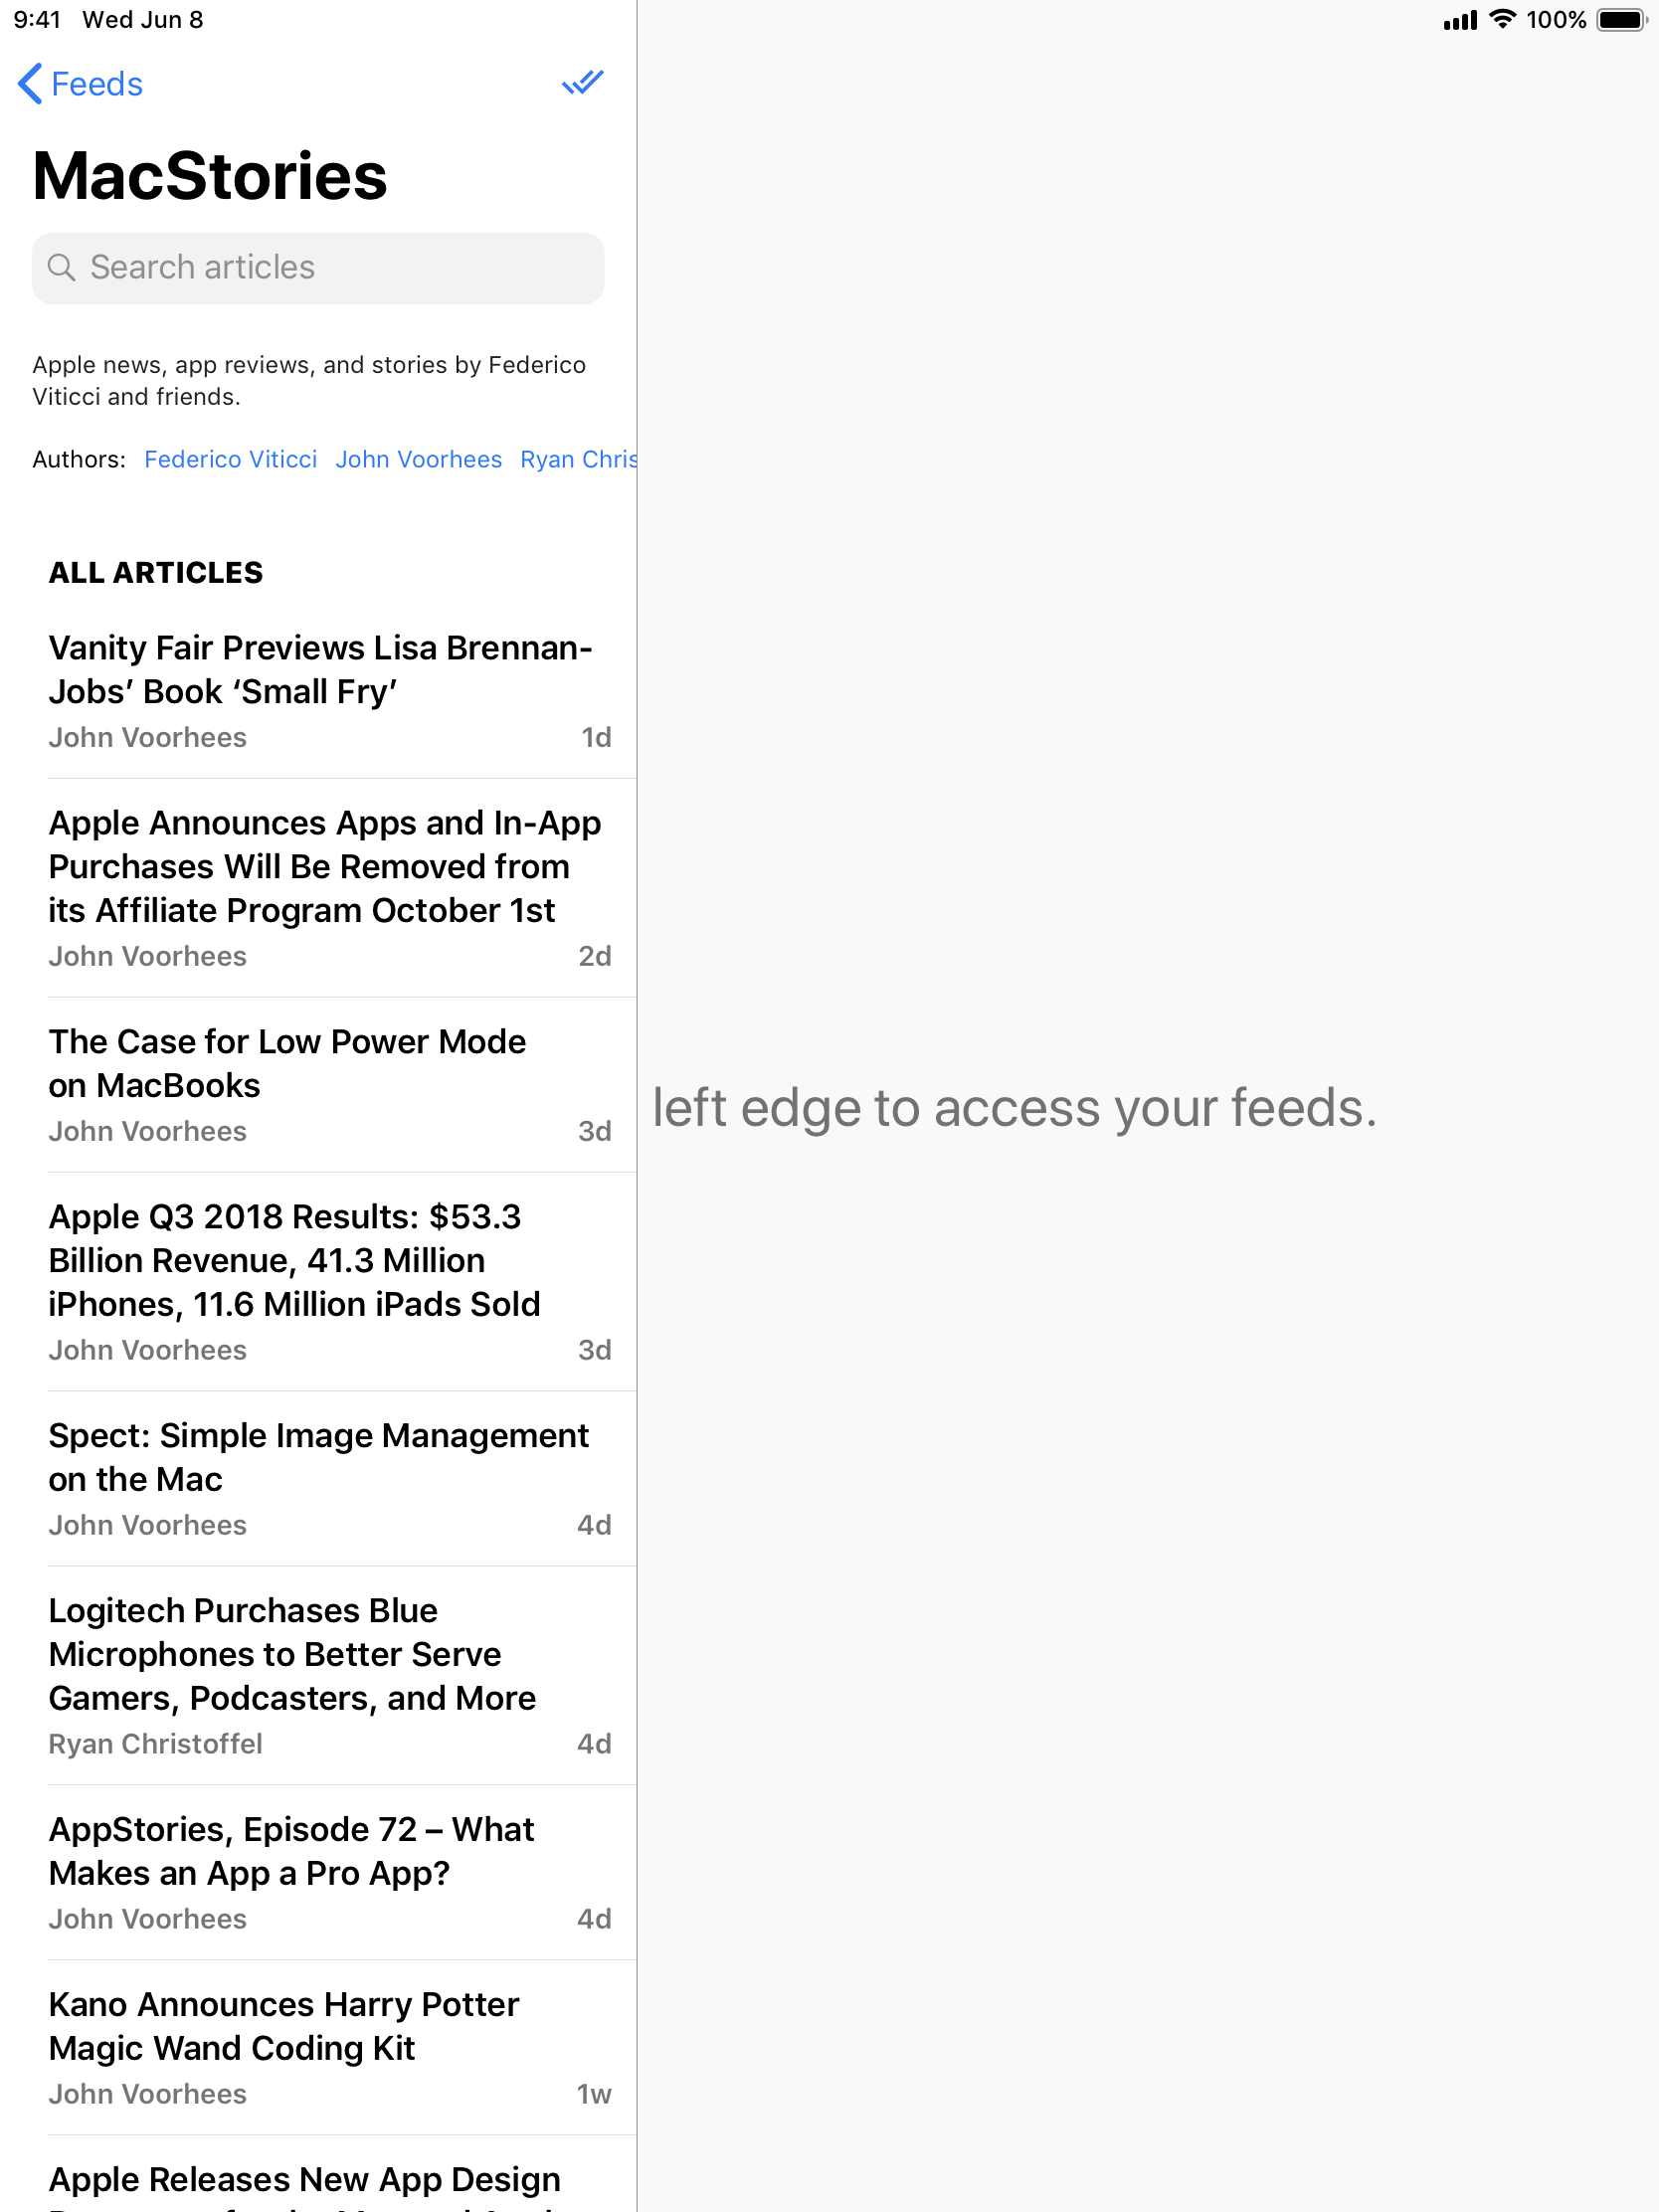 9:41 Wed Jun 8
100%
Feeds
MacStories
Search articles
Apple news, app reviews, and stories by Federico
Viticci and friends.
Authors: Federico Viticci John Voorhees Ryan Chris
ALL ARTICLES
Vanity Fair Previews Lisa Brennan-
Jobs’ Book ‘Small Fry’
John Voorhees 1d
Apple Announces Apps and In-App
Purchases Will Be Removed from
its Affiliate Program October 1st
John Voorhees 2d
The Case for Low Power Mode
on MacBooks
John Voorhees 3d
Apple Q3 2018 Results: $53.3
Billion Revenue, 41.3 Million
iPhones, 11.6 Million iPads Sold
John Voorhees 3d
Spect: Simple Image Management
on the Mac
John Voorhees 4d
Logitech Purchases Blue
Microphones to Better Serve
Gamers, Podcasters, and More
Ryan Christoffel 4d
AppStories, Episode 72 – What
Makes an App a Pro App?
John Voorhees 4d
Kano Announces Harry Potter
Magic Wand Coding Kit
John Voorhees 1w
Apple Releases New App Design
left edge to access your feeds.